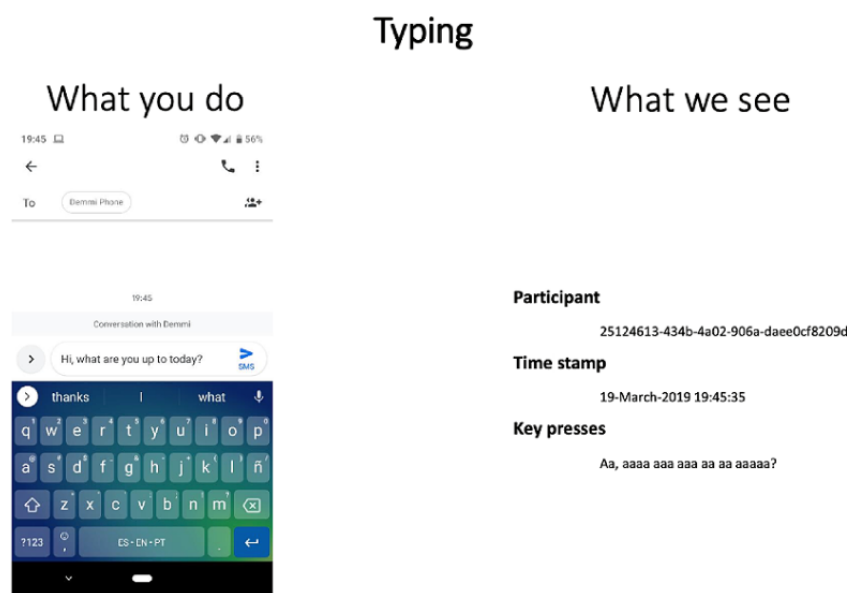 Typing
What you do
What we see
19:45 56%
To Demmi Phone
19:45
Conversation with Demmi
Hi, what are you up to today? SMS
thanks I what
q w e r t y u i o p
a s d f g h j k l ñ
z x c v b n m
?123 , ES - EN - PT .
Participant
25124613-434b-4a02-906a-daee0cf8209d
Time stamp
19-March-2019 19:45:35
Key presses
Aa, aaaa aaa aaa aa aa aaaaa?